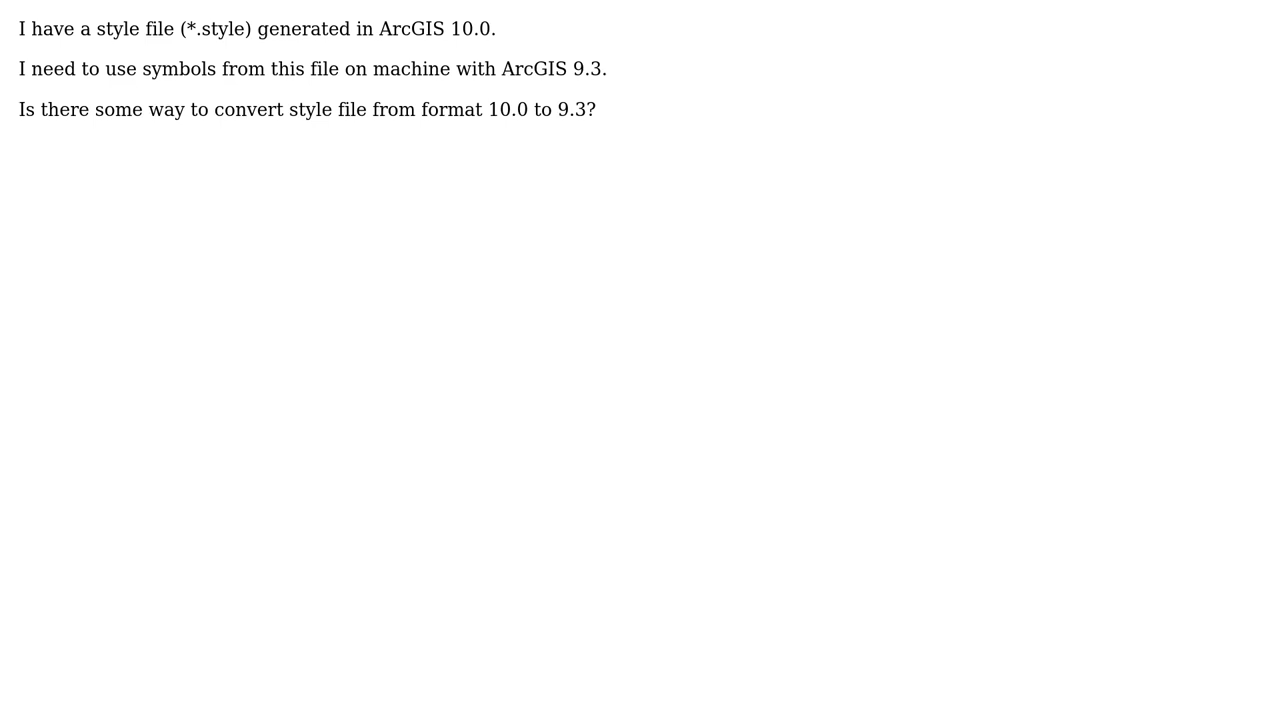 I have a style file (*.style) generated in ArcGIS 10.0.
I need to use symbols from this file on machine with ArcGIS 9.3.
Is there some way to convert style file from format 10.0 to 9.3?